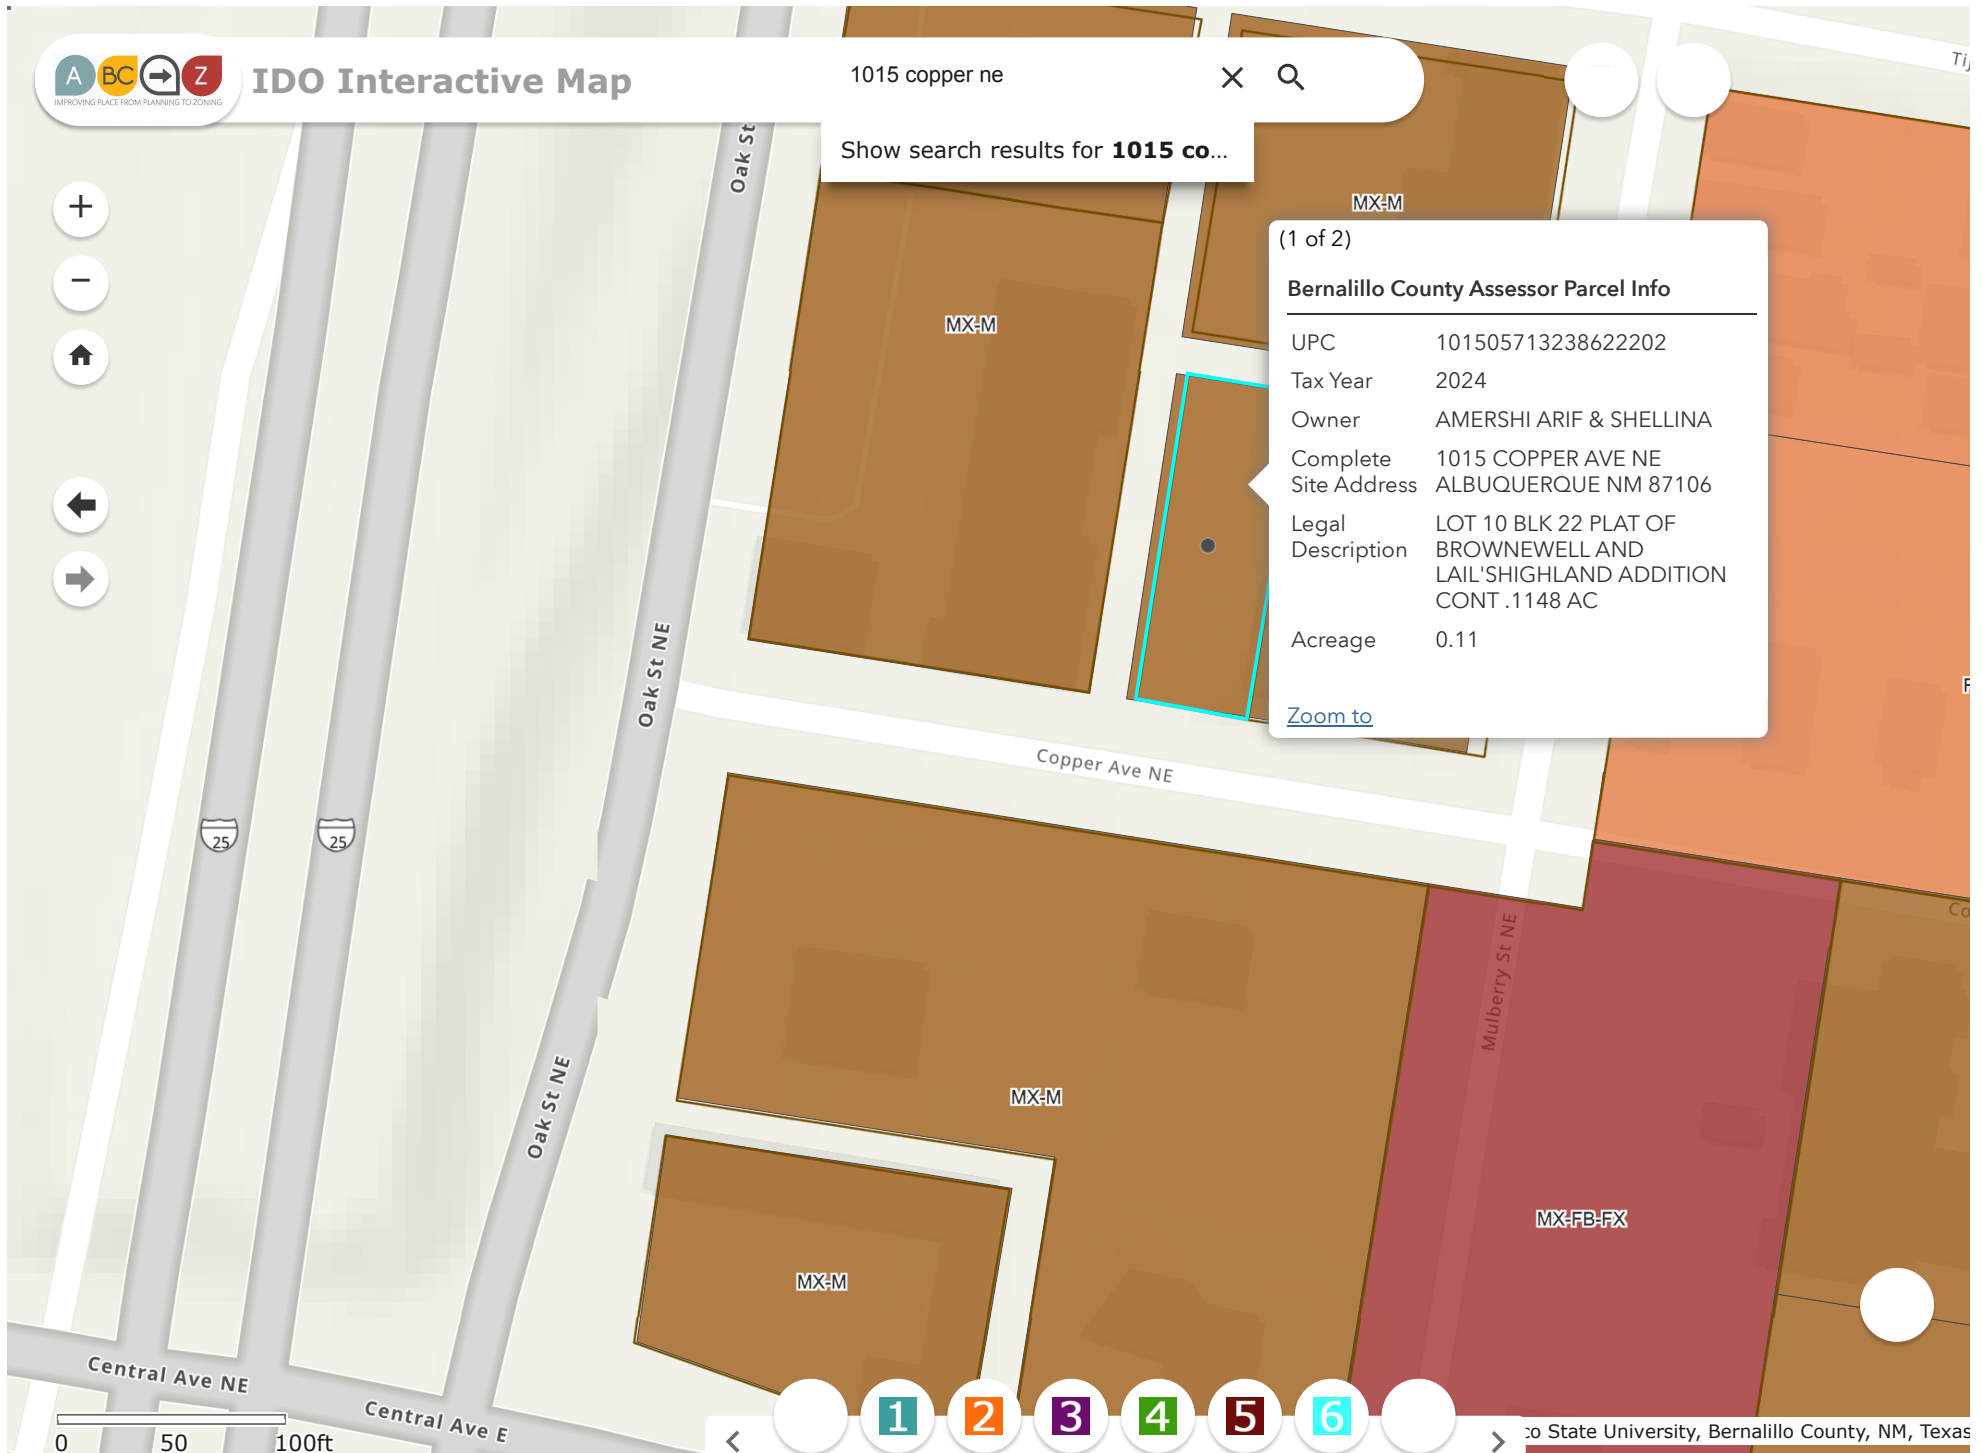 A BC Z
IMPROVING PLACE FROM PLANNING TO ZONING
IDO Interactive Map
1015 copper ne
Show search results for 1015 co...
Oak St
MX-M
(1 of 2)
Bernalillo County Assessor Parcel Info
UPC 101505713238622202
Tax Year 2024
Owner AMERSHI ARIF & SHELLINA
Complete Site Address 1015 COPPER AVE NE
ALBUQUERQUE NM 87106
Legal Description LOT 10 BLK 22 PLAT OF
BROWNEWELL AND
LAIL'SHIGHLAND ADDITION
CONT .1148 AC
Acreage 0.11
Zoom to
MX-M
Oak St NE
Copper Ave NE
25
25
Mulberry St NE
Oak St NE
MX-M
MX-FB-FX
MX-M
Central Ave NE
Central Ave E
0 50 100ft
1 2 3 4 5 6
co State University, Bernalillo County, NM, Texas